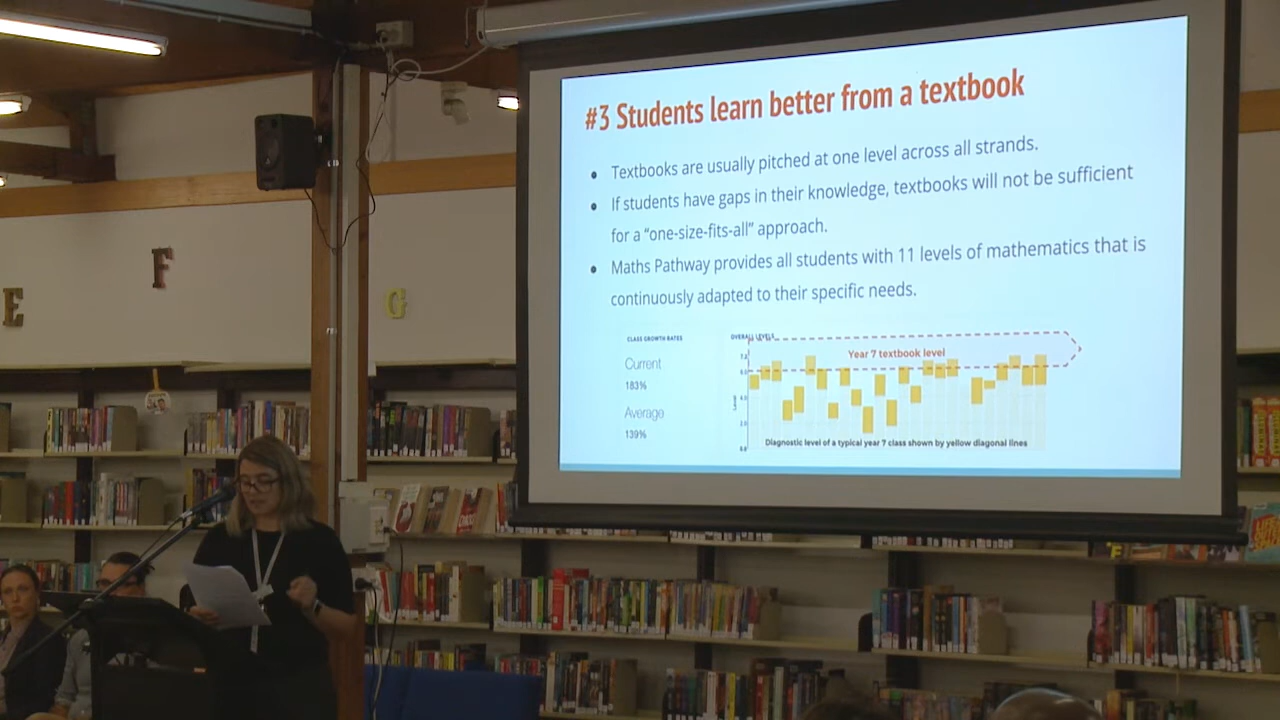 #3 Students learn better from a textbook
Textbooks are usually pitched at one level across all strands.
If students have gaps in their knowledge, textbooks will not be sufficient
for a "one-size-fits-all" approach.
Maths Pathway provides all students with 11 levels of mathematics that is
continuously adapted to their specific needs.
CLASS GROWTH RATES
Current
183%
Average
139%
OVERALL LEVELS
Year 7 textbook level
Diagnostic level of a typical year 7 class shown by yellow diagonal lines
E
F
G